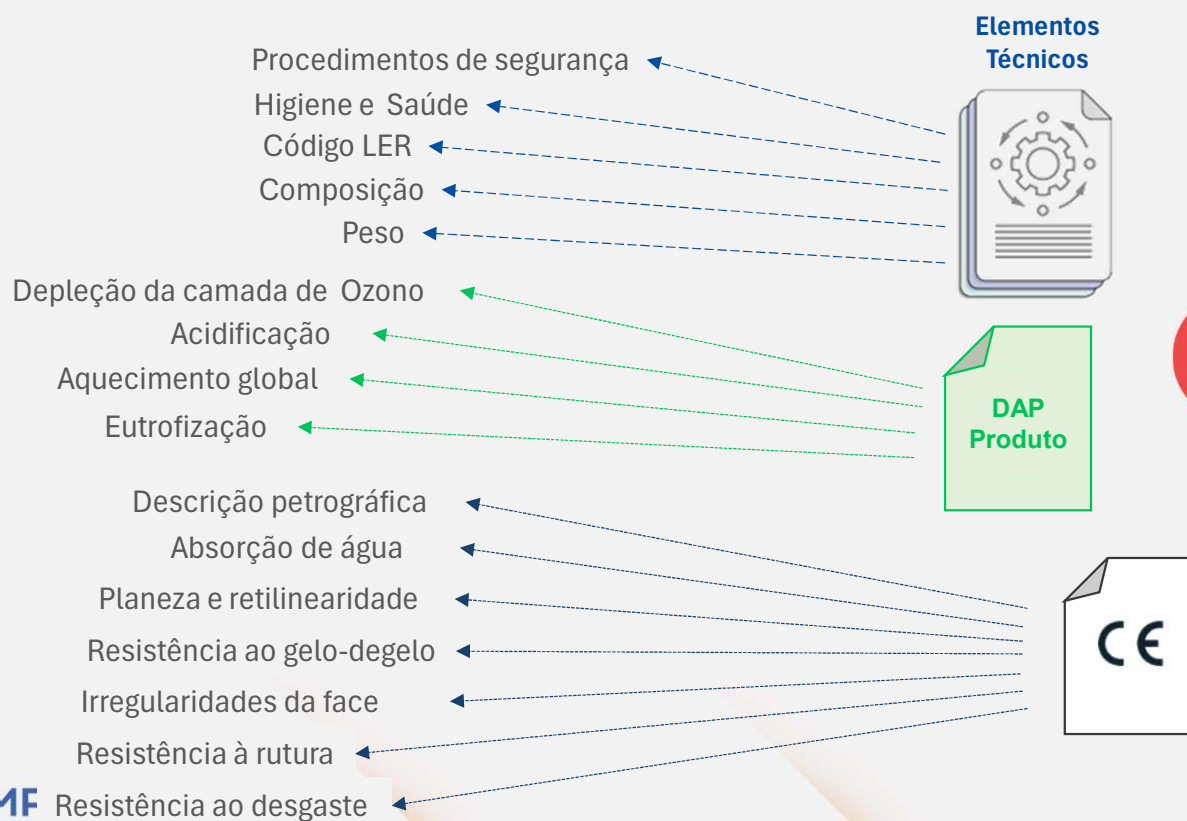 Elementos
Técnicos
Procedimentos de segurança
Higiene e Saúde
Código LER
Composição
Peso
Depleção da camada de Ozono
Acidificação
Aquecimento global
Eutrofização
DAP
Produto
Descrição petrográfica
Absorção de água
Planeza e retilinearidade
Resistência ao gelo-degelo
Irregularidades da face
Resistência à rutura
Resistência ao desgaste
CE